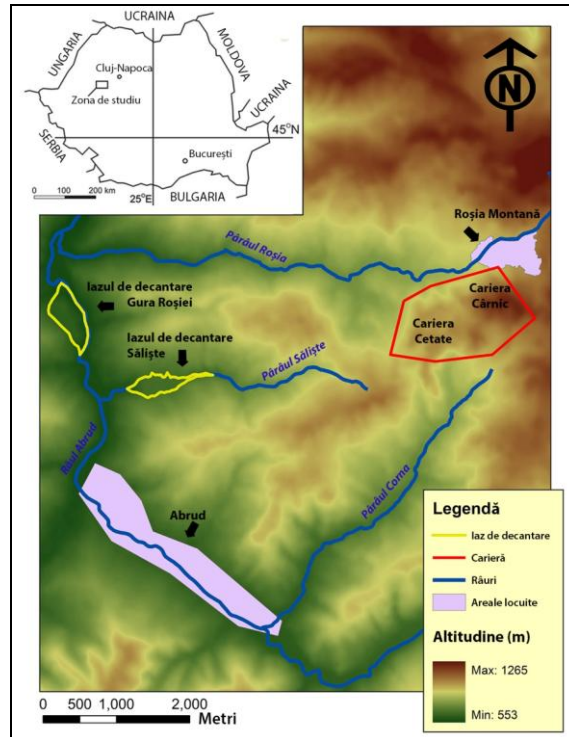 UCRAINA
UNGARIA
MOLDOVA
Cluj-Napoca
Zona de studiu
UCRAINA
45°N
SERBIA
București
0 100 200 km
25°E
BULGARIA
N
Roșia Montană
Pârâul Roșia
Iazul de decantare
Gura Roșiei
Cariera
Cârnic
Cariera
Cetate
Iazul de decantare
Săliște
Pârâul Săliște
Râul Abrud
Pârâul Corna
Abrud
Legendă
Iaz de decantare
Carieră
Râuri
Areale locuite
Altitudine (m)
Max: 1265
Min: 553
0 500 1,000 2,000
Metri